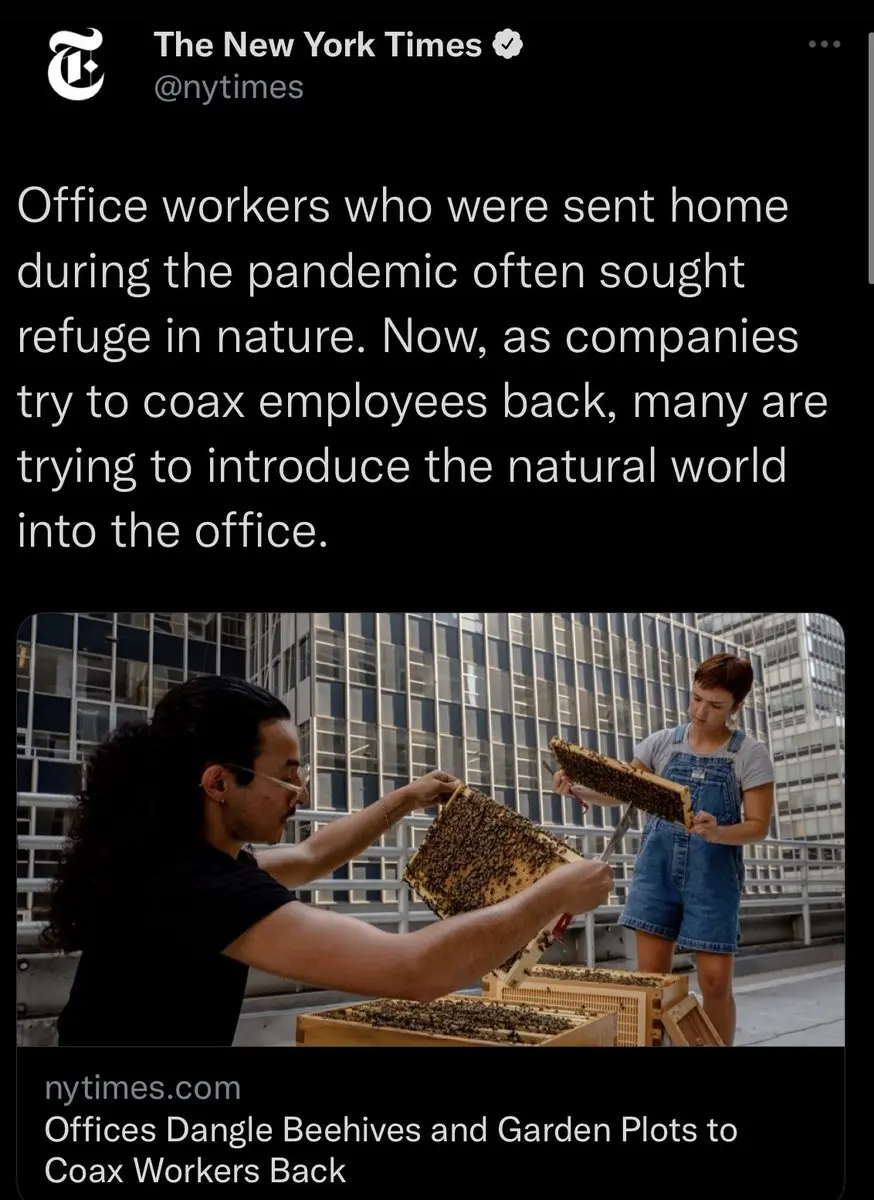 The New York Times
@nytimes
Office workers who were sent home
during the pandemic often sought
refuge in nature. Now, as companies
try to coax employees back, many are
trying to introduce the natural world
into the office.
nytimes.com
Offices Dangle Beehives and Garden Plots to
Coax Workers Back